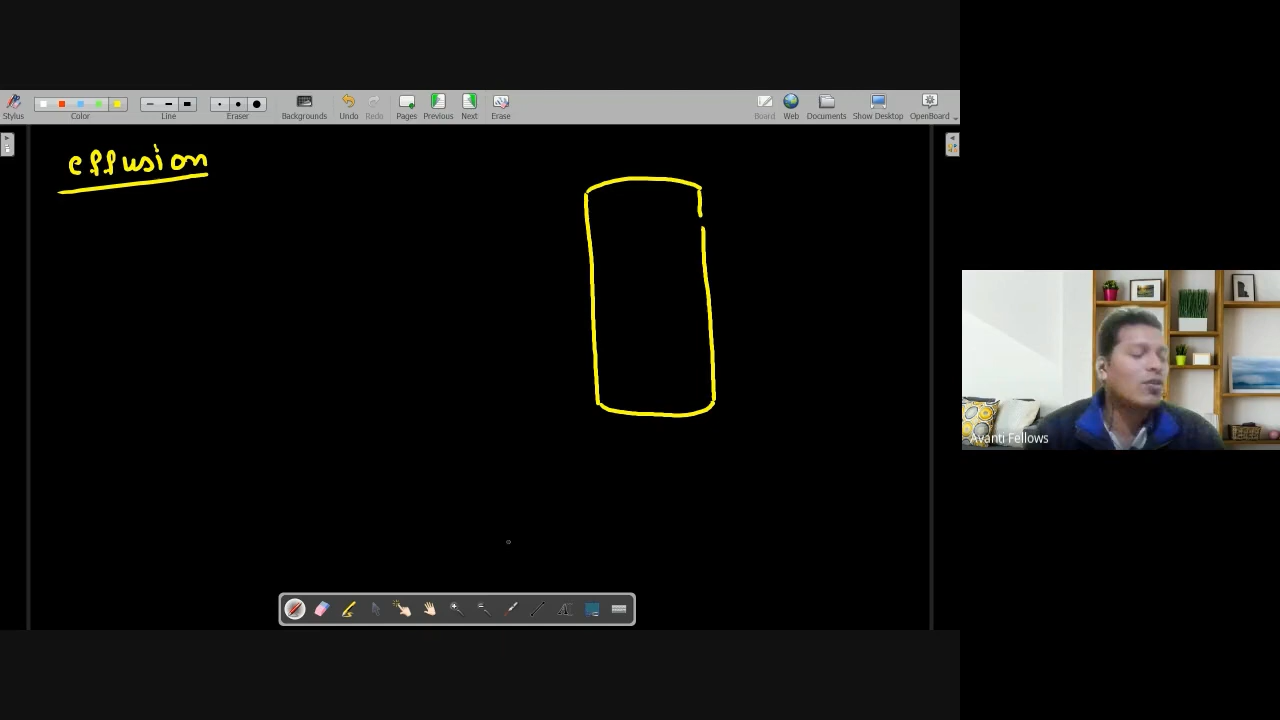 Stylus Color Line Eraser Backgrounds Undo Redo Pages Previous Next Erase Board Web Documents Show Desktop OpenBoard
effusion
Avanti Fellows